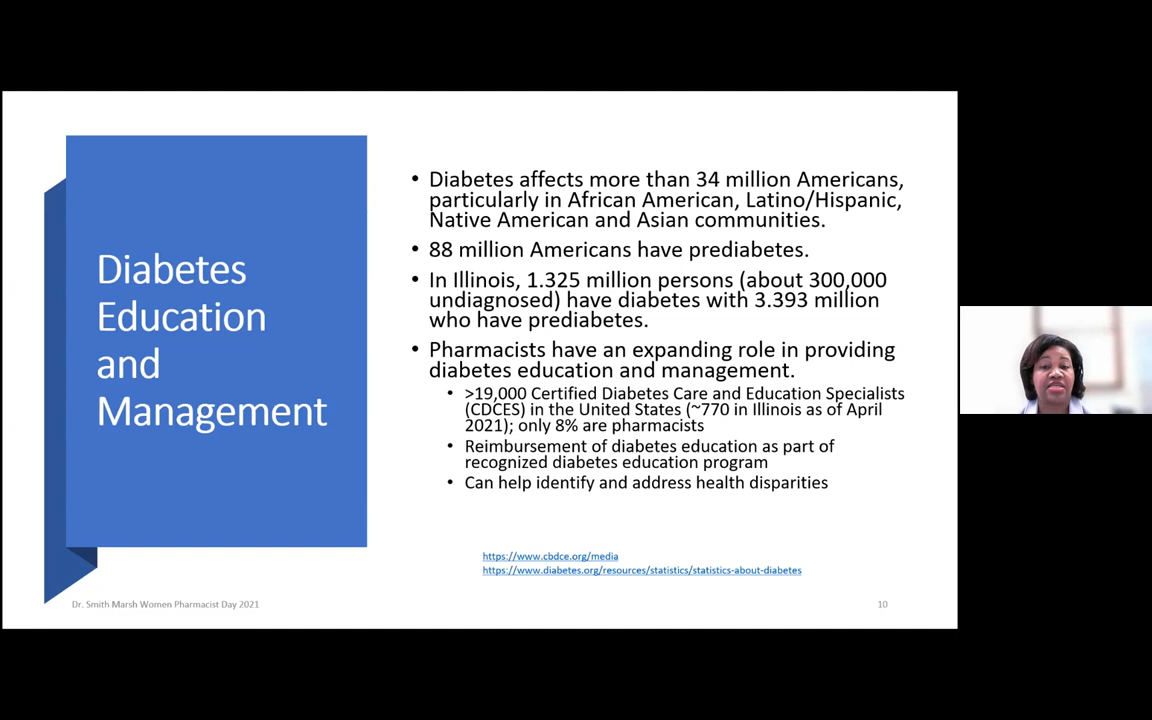 Diabetes
Education
and
Management
• Diabetes affects more than 34 million Americans,
particularly in African American, Latino/Hispanic,
Native American and Asian communities.
• 88 million Americans have prediabetes.
• In Illinois, 1.325 million persons (about 300,000
undiagnosed) have diabetes with 3.393 million
who have prediabetes.
• Pharmacists have an expanding role in providing
diabetes education and management.
• >19,000 Certified Diabetes Care and Education Specialists
(CDCES) in the United States (~770 in Illinois as of April
2021); only 8% are pharmacists
• Reimbursement of diabetes education as part of
recognized diabetes education program
• Can help identify and address health disparities
https://www.cbdce.org/media
https://www.diabetes.org/resources/statistics/statistics-about-diabetes
Dr. Smith Marsh Women Pharmacist Day 2021
10